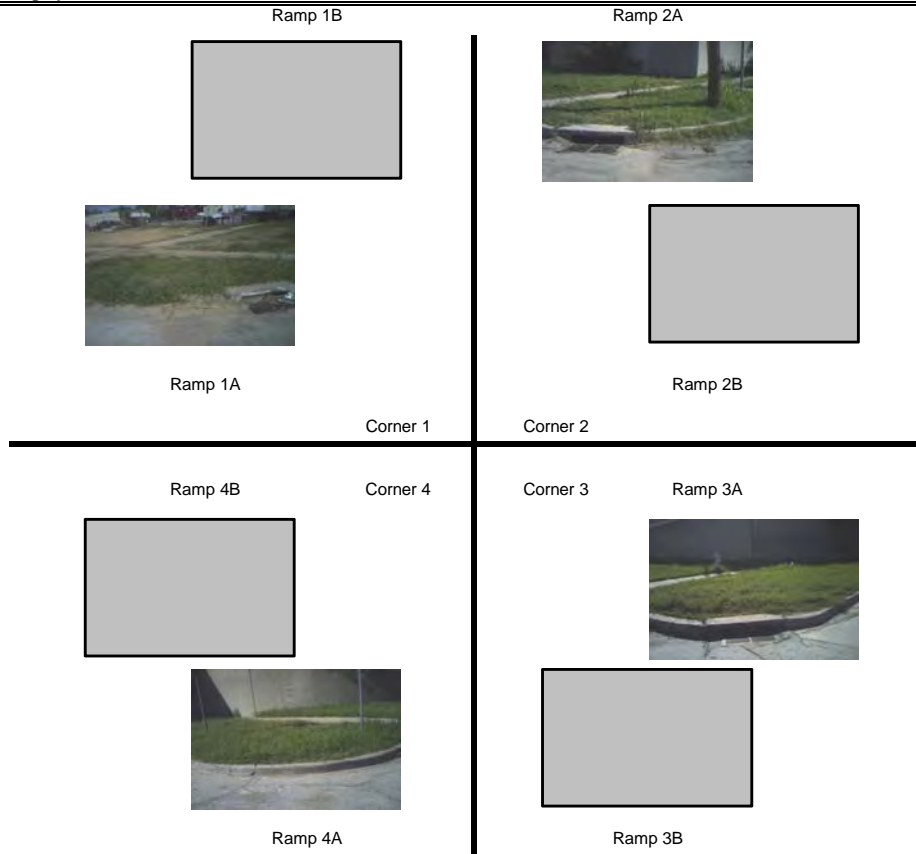 Ramp 1B
Ramp 2A
Ramp 1A
Ramp 2B
Corner 1
Corner 2
Ramp 4B
Corner 4
Corner 3
Ramp 3A
Ramp 4A
Ramp 3B